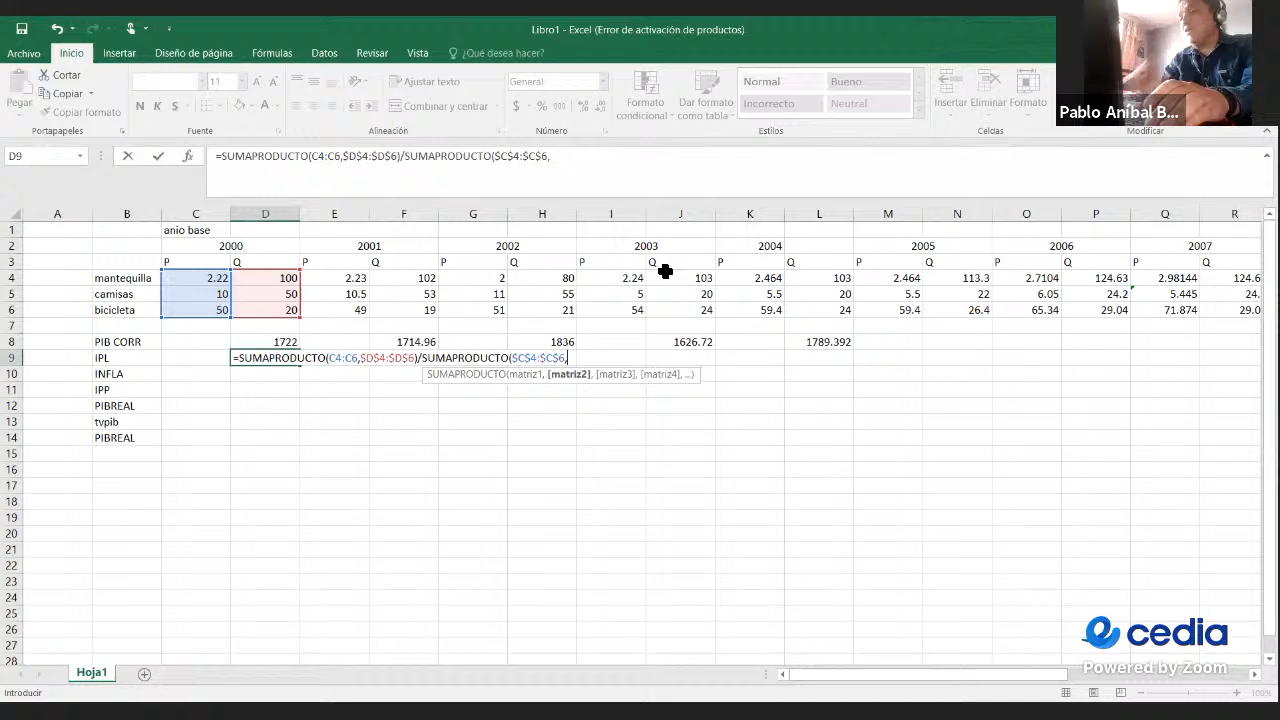 Libro1 - Excel (Error de activación de productos)
Archivo Inicio Insertar Diseño de página Fórmulas Datos Revisar Vista ¿Qué desea hacer?
Pegar Cortar Copiar Copiar formato Portapapeles
11 N K S A A A Fuente
Ajustar texto Combinar y centrar Alineación
General $ % 000 Número
Formato condicional Dar formato como tabla Normal Bueno Incorrecto Neutral Estilos
Insertar Eliminar Formato Celdas
Modificar
Pablo Aníbal B...
D9 fx =SUMAPRODUCTO(C4:C6,$D$4:$D$6)/SUMAPRODUCTO($C$4:$C$6,
A B C D E F G H I J K L M N O P Q R
1 anio base
2 2000 2001 2002 2003 2004 2005 2006 2007
3 P Q P Q P Q P Q P Q P Q P Q P Q
4 mantequilla 2.22 100 2.23 102 2 80 2.24 103 2.464 103 2.464 113.3 2.7104 124.63 2.98144 124.6
5 camisas 10 50 10.5 53 11 55 5 20 5.5 20 5.5 22 6.05 24.2 5.445 24.
6 bicicleta 50 20 49 19 51 21 54 24 59.4 24 59.4 26.4 65.34 29.04 71.874 29.0
7
8 PIB CORR 1722 1714.96 1836 1626.72 1789.392
9 IPL =SUMAPRODUCTO(C4:C6,$D$4:$D$6)/SUMAPRODUCTO($C$4:$C$6,
SUMAPRODUCTO(matriz1, [matriz2], [matriz3], [matriz4], ...)
10 INFLA
11 IPP
12 PIBREAL
13 tvpib
14 PIBREAL
15
16
17
18
19
20
21
22
23
24
25
26
27
28
cedia
Powered by Zoom
Hoja1
Introducir
100%